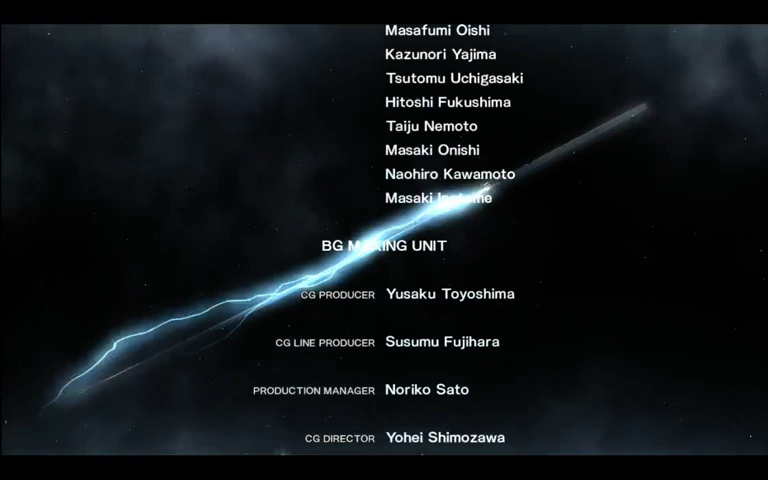 Masafumi Oishi
Kazunori Yajima
Tsutomu Uchigasaki
Hitoshi Fukushima
Taiju Nemoto
Masaki Onishi
Naohiro Kawamoto
Masaki
BG MAKING UNIT
CG PRODUCER Yusaku Toyoshima
CG LINE PRODUCER Susumu Fujihara
PRODUCTION MANAGER Noriko Sato
CG DIRECTOR Yohei Shimozawa